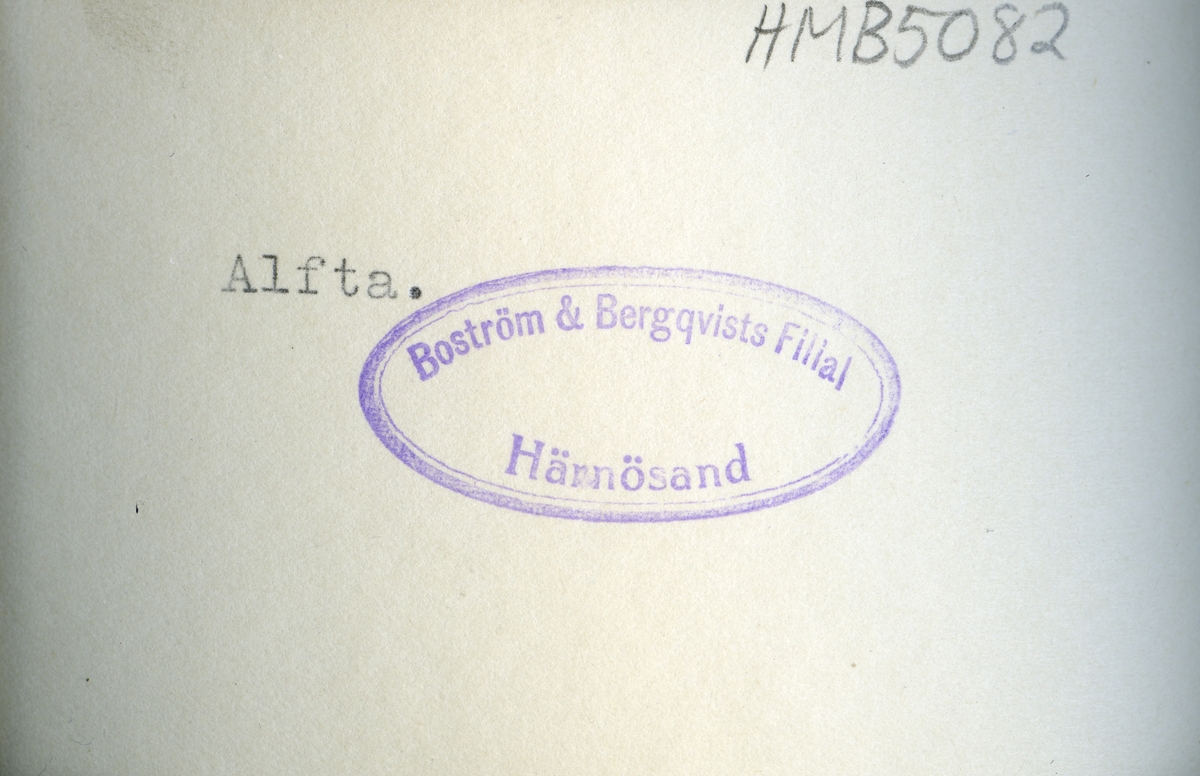 HMB5082
Alfta.
Boström & Bergqvists Filial
Härnösand